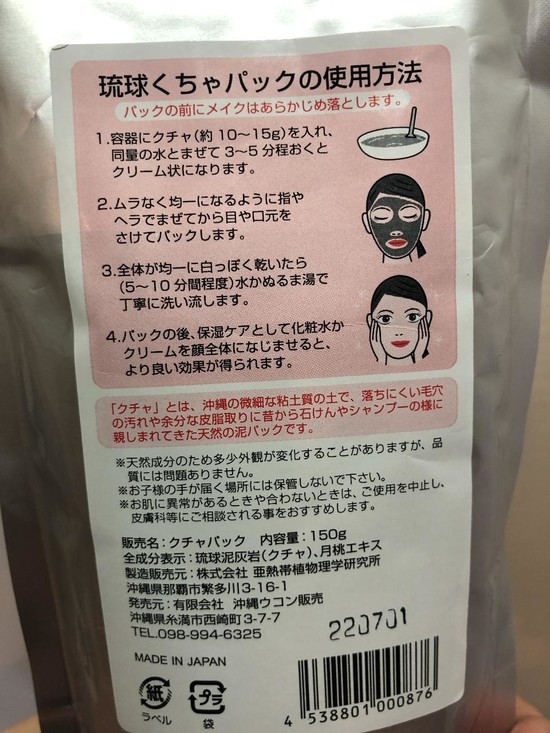 琉球くちゃパックの使用方法
パックの前にメイクはあらかじめ落とします。
1.容器にクチャ(約10〜15g)を入れ、
同量の水とまぜて3〜5分程おくと
クリーム状になります。
2.ムラなく均一になるように指や
ヘラでまぜてから目や口元を
さけてパックします。
3.全体が均一に白っぽく乾いたら
(5〜10分間程度)水かぬるま湯で
丁寧に洗い流します。
4.パックの後、保湿ケアとして化粧水か
クリームを顔全体になじませると、
より良い効果が得られます。
「クチャ」とは、沖縄の微細な粘土質の土で、落ちにくい毛穴
の汚れや余分な皮脂取りに昔から石けんやシャンプーの様に
親しまれてきた天然の泥パックです。
※天然成分のため多少外観が変化することがありますが、品
質には問題ありません。
※お子様の手が届く場所には保管しないで下さい。
※お肌に異常があるときや合わないときは、ご使用を中止し、
皮膚科等にご相談される事をおすすめします。
販売名：クチャパック 内容量：150g
全成分表示：琉球泥灰岩(クチャ)、月桃エキス
製造販売元：株式会社 亜熱帯植物理学研究所
沖縄県那覇市繁多川3-16-1
発売元：有限会社 沖縄ウコン販売
沖縄県糸満市西崎町3-7-7
TEL.098-994-6325
220701
MADE IN JAPAN
紙 プラ
ラベル 袋
4 538801 000876